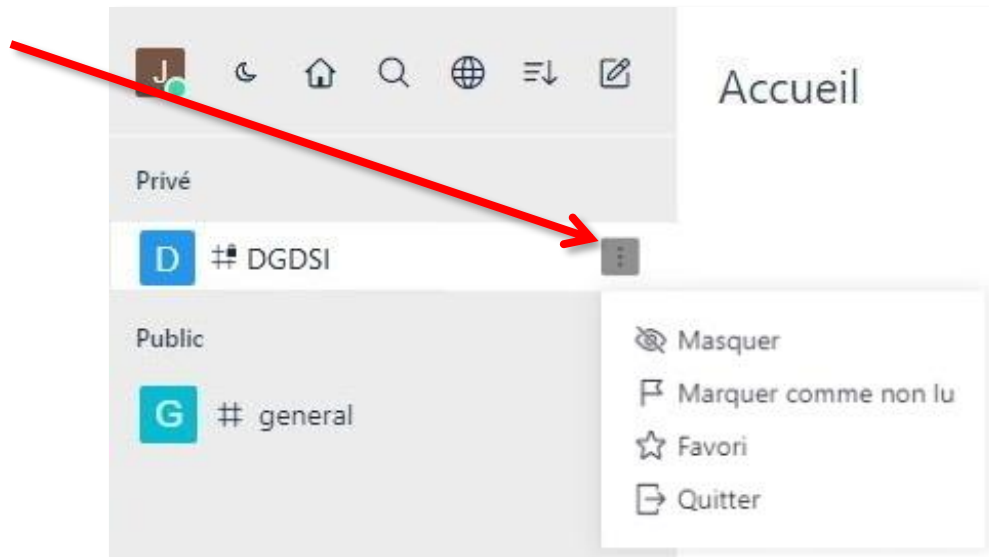 J
Accueil
Privé
D # DGDSI
Public
G # general
Masquer
Marquer comme non lu
Favori
Quitter